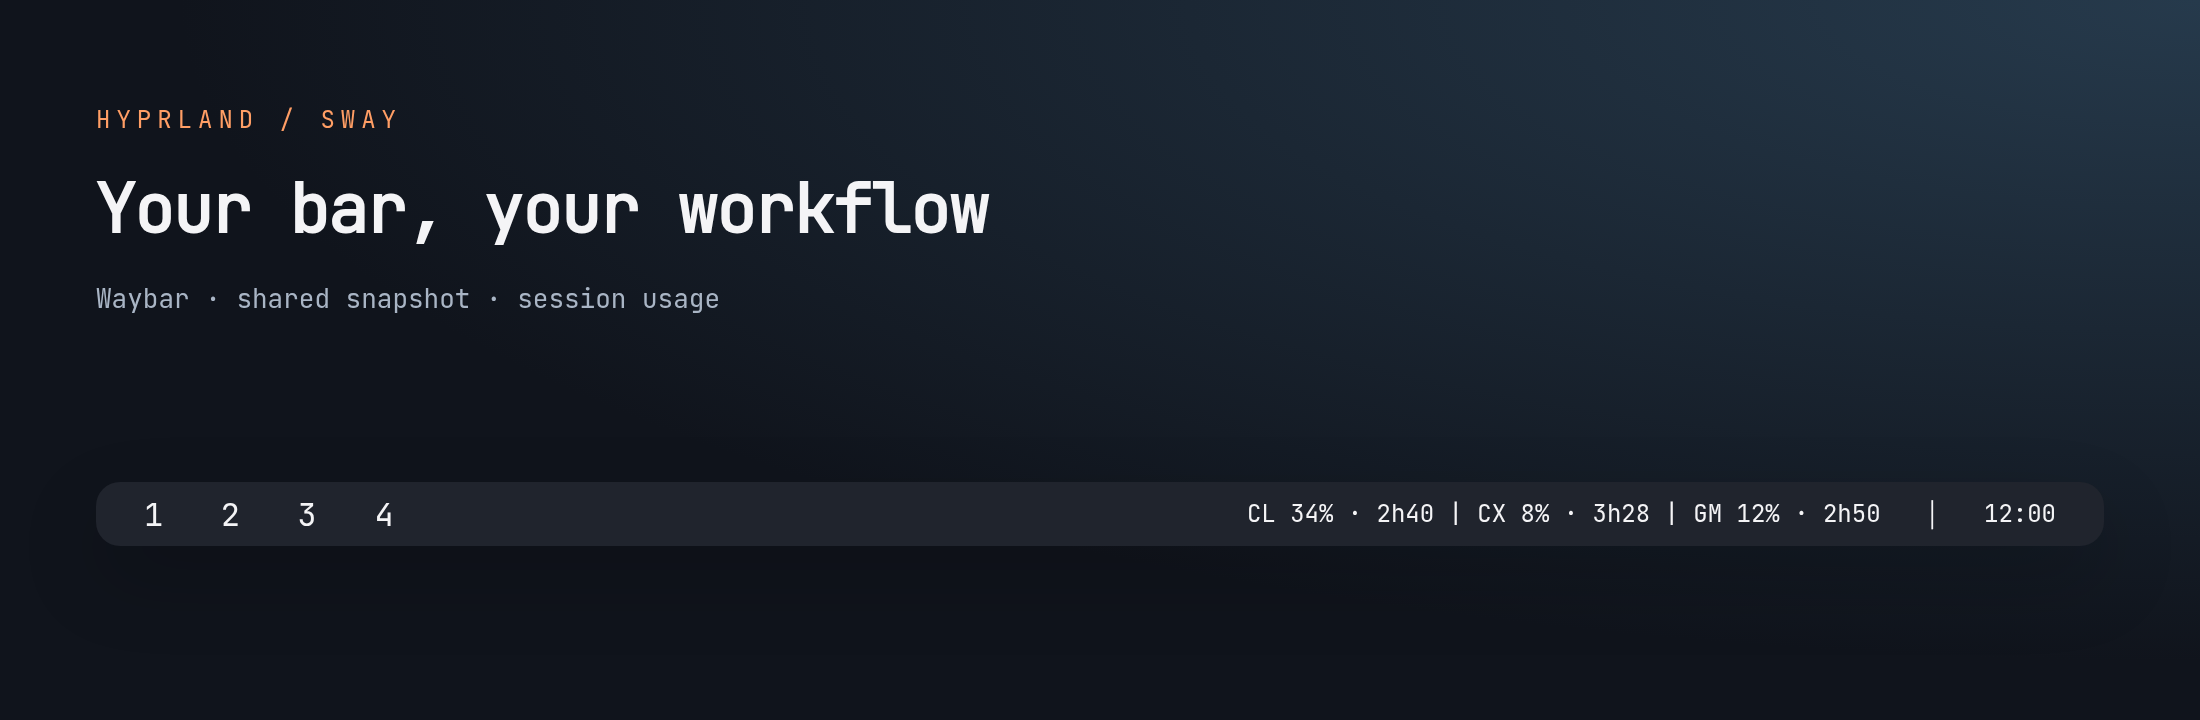 HYPRLAND / SWAY
Your bar, your workflow
Waybar · shared snapshot · session usage
1 2 3 4 CL 34% · 2h40 | CX 8% · 3h28 | GM 12% · 2h50 | 12:00